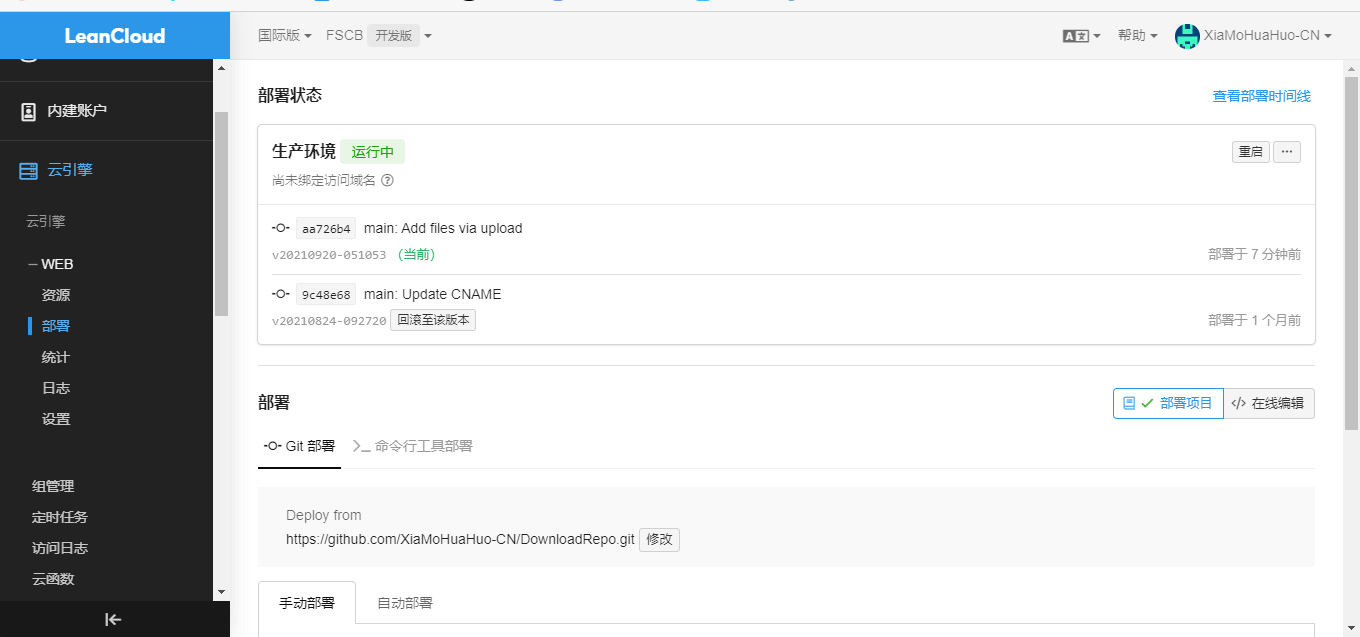 LeanCloud
国际版 FSCB 开发版
A文 帮助 XiaMoHuaHuo-CN
内建账户
云引擎
云引擎
WEB
资源
部署
统计
日志
设置
组管理
定时任务
访问日志
云函数
部署状态 查看部署时间线
生产环境 运行中 重启 ···
尚未绑定访问域名 ?
aa726b4 main: Add files via upload
v20210920-051053 (当前) 部署于 7 分钟前
9c48e68 main: Update CNAME
v20210824-092720 回滚至该版本 部署于 1 个月前
部署 部署项目 </> 在线编辑
Git 部署 >_ 命令行工具部署
Deploy from
https://github.com/XiaMoHuaHuo-CN/DownloadRepo.git 修改
手动部署 自动部署